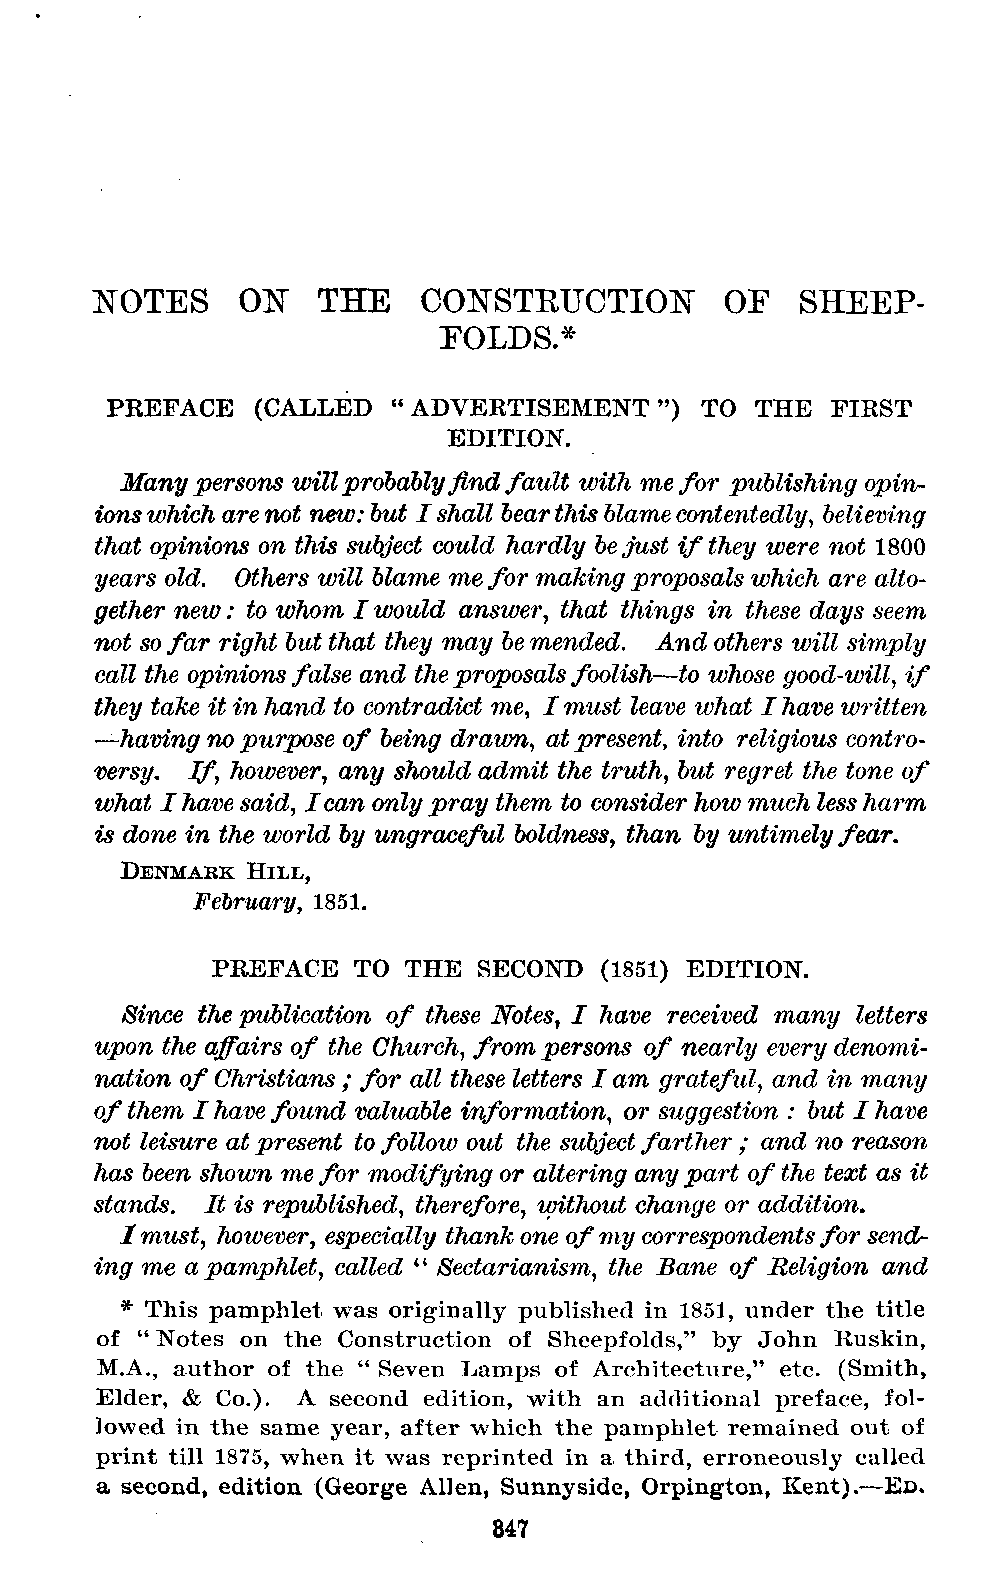 NOTES ON THE CONSTRUCTION OF SHEEP-
FOLDS.*
PREFACE (CALLED “ADVERTISEMENT”) TO THE FIRST
EDITION.
Many persons will probably find fault with me for publishing opin-
ions which are not new: but I shall bear this blame contentedly, believing
that opinions on this subject could hardly be just if they were not 1800
years old. Others will blame me for making proposals which are alto-
gether new: to whom I would answer, that things in these days seem
not so far right but that they may be mended. And others will simply
call the opinions false and the proposals foolish—to whose good-will, if
they take it in hand to contradict me, I must leave what I have written
—having no purpose of being drawn, at present, into religious contro-
versy. If, however, any should admit the truth, but regret the tone of
what I have said, I can only pray them to consider how much less harm
is done in the world by ungraceful boldness, than by untimely fear.
DENMARK HILL,
February, 1851.
PREFACE TO THE SECOND (1851) EDITION.
Since the publication of these Notes, I have received many letters
upon the affairs of the Church, from persons of nearly every denomi-
nation of Christians; for all these letters I am grateful, and in many
of them I have found valuable information, or suggestion: but I have
not leisure at present to follow out the subject farther; and no reason
has been shown me for modifying or altering any part of the text as it
stands. It is republished, therefore, without change or addition.
I must, however, especially thank one of my correspondents for send-
ing me a pamphlet, called “Sectarianism, the Bane of Religion and
* This pamphlet was originally published in 1851, under the title
of “Notes on the Construction of Sheepfolds,” by John Ruskin,
M.A., author of the “Seven Lamps of Architecture,” etc. (Smith,
Elder, & Co.). A second edition, with an additional preface, fol-
lowed in the same year, after which the pamphlet remained out of
print till 1875, when it was reprinted in a third, erroneously called
a second, edition (George Allen, Sunnyside, Orpington, Kent).—ED.
347